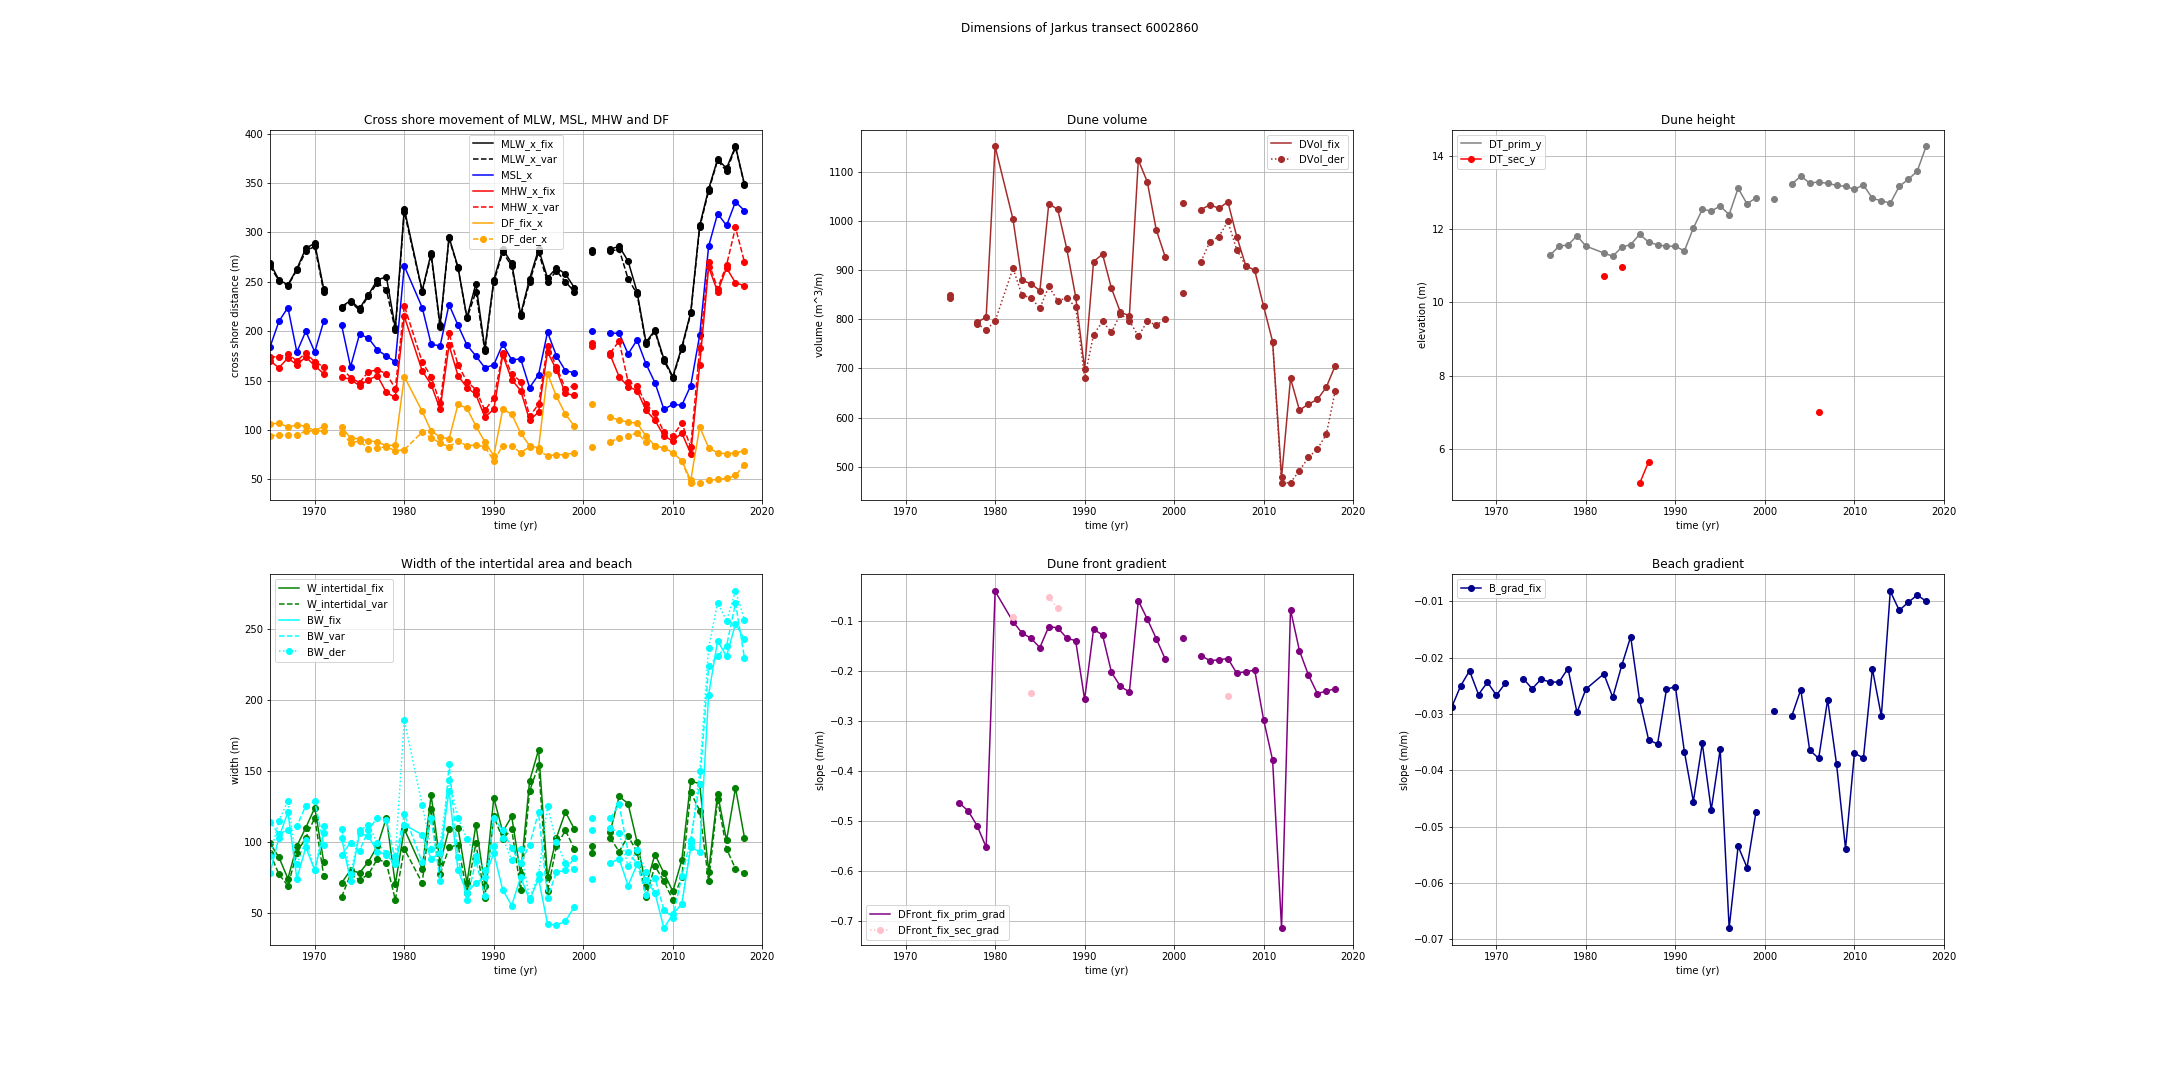 Dimensions of Jarkus transect 6002860
Cross shore movement of MLW, MSL, MHW and DF
400
350
300
250
200
150
100
50
cross shore distance (m)
MLW_x_fix
MLW_x_var
MSL_x
MHW_x_fix
MHW_x_var
DF_fix_x
DF_der_x
1970 1980 1990 2000 2010 2020
time (yr)
Dune volume
1100
1000
900
800
700
600
500
volume (m^3/m)
DVol_fix
DVol_der
1970 1980 1990 2000 2010 2020
time (yr)
Dune height
14
12
10
8
6
elevation (m)
DT_prim_y
DT_sec_y
1970 1980 1990 2000 2010 2020
time (yr)
Width of the intertidal area and beach
250
200
150
100
50
width (m)
W_intertidal_fix
W_intertidal_var
BW_fix
BW_var
BW_der
1970 1980 1990 2000 2010 2020
time (yr)
Dune front gradient
−0.1
−0.2
−0.3
−0.4
−0.5
−0.6
−0.7
slope (m/m)
DFront_fix_prim_grad
DFront_fix_sec_grad
1970 1980 1990 2000 2010 2020
time (yr)
Beach gradient
−0.01
−0.02
−0.03
−0.04
−0.05
−0.06
−0.07
slope (m/m)
B_grad_fix
1970 1980 1990 2000 2010 2020
time (yr)